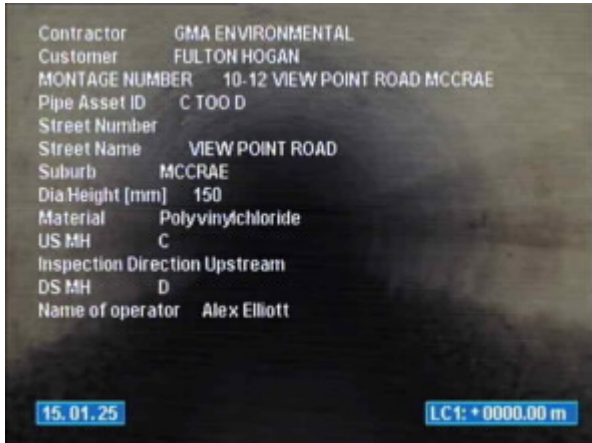 Contractor GMA ENVIRONMENTAL
Customer FULTON HOGAN
MONTAGE NUMBER 10-12 VIEW POINT ROAD MCCRAE
Pipe Asset ID C TOO D
Street Number
Street Name VIEW POINT ROAD
Suburb MCCRAE
Dia/Height [mm] 150
Material Polyvinylchloride
US MH C
Inspection Direction Upstream
DS MH D
Name of operator Alex Elliott
15.01.25 LC1: +0000.00 m